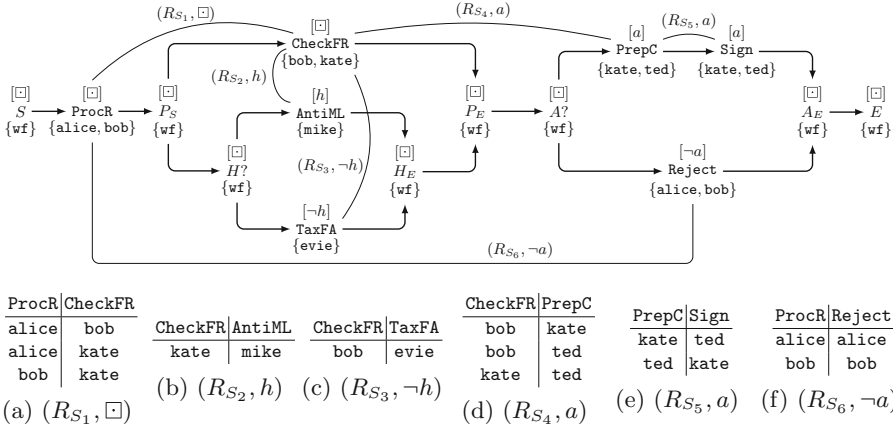 (R_{S_1}, ⊡)
(R_{S_4}, a)
(R_{S_5}, a)
[⊡]
CheckFR
{bob, kate}
[a]
PrepC
{kate, ted}
[a]
Sign
{kate, ted}
(R_{S_2}, h)
[⊡]
S
{wf}
[⊡]
ProcR
{alice, bob}
[⊡]
P_S
{wf}
[h]
AntiML
{mike}
[⊡]
P_E
{wf}
[⊡]
A?
{wf}
[⊡]
A_E
{wf}
[⊡]
E
{wf}
[⊡]
H?
{wf}
(R_{S_3}, ¬h)
[⊡]
H_E
{wf}
[¬a]
Reject
{alice, bob}
[¬h]
TaxFA
{evie}
(R_{S_6}, ¬a)
ProcR CheckFR
alice bob
alice kate
bob kate
(a) (R_{S_1}, ⊡)
CheckFR AntiML
kate mike
(b) (R_{S_2}, h)
CheckFR TaxFA
bob evie
(c) (R_{S_3}, ¬h)
CheckFR PrepC
bob kate
bob ted
kate ted
(d) (R_{S_4}, a)
PrepC Sign
kate ted
ted kate
(e) (R_{S_5}, a)
ProcR Reject
alice alice
bob bob
(f) (R_{S_6}, ¬a)